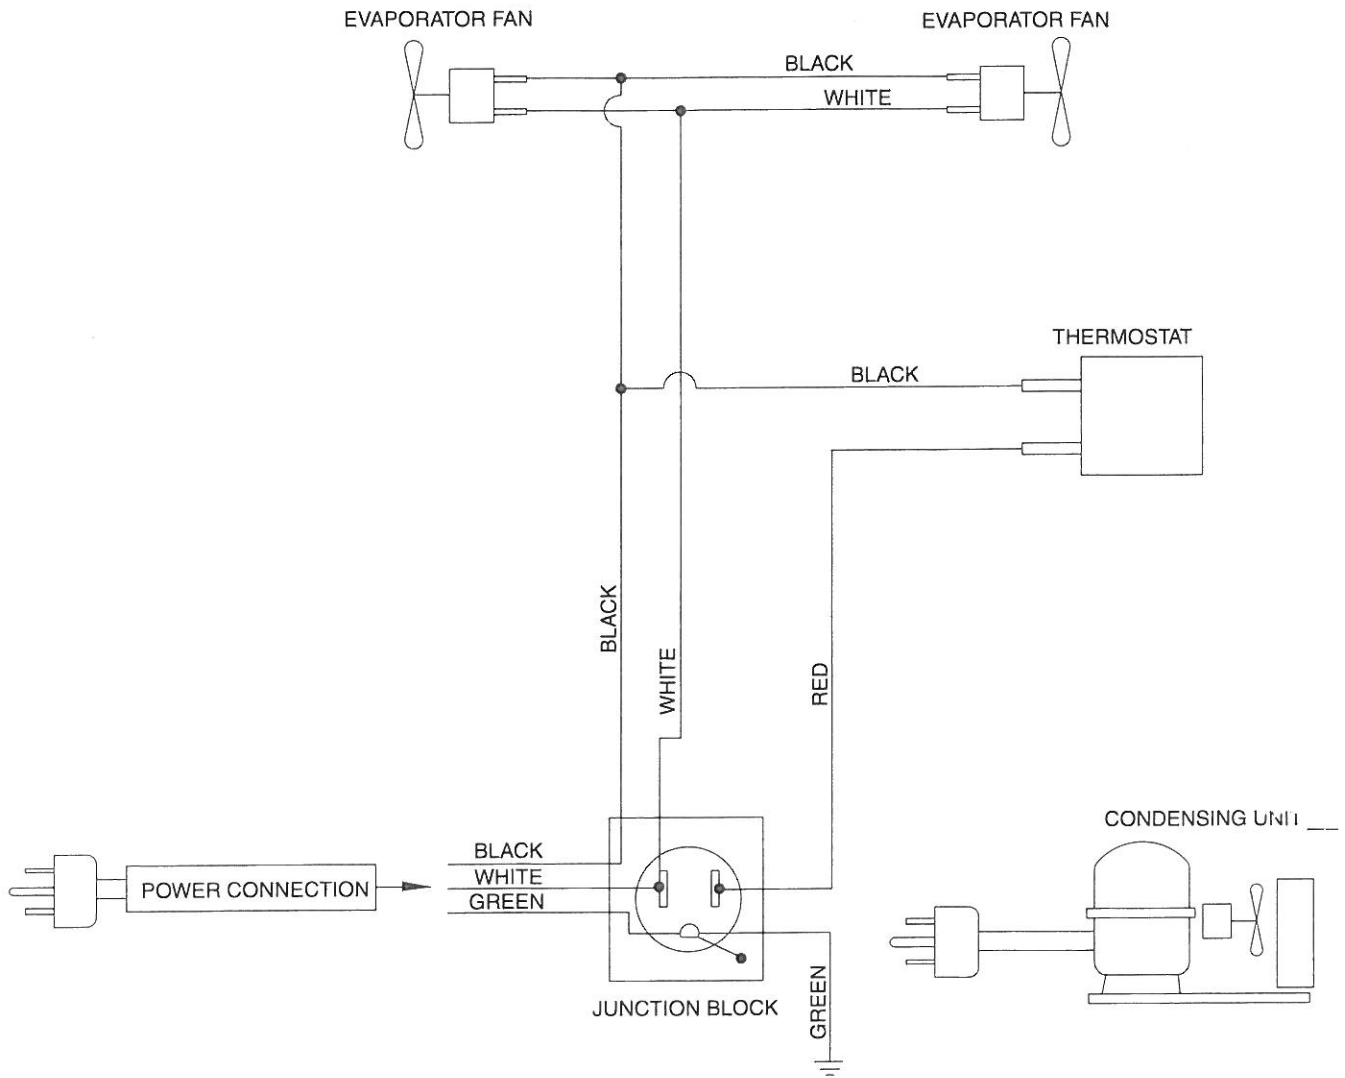 EVAPORATOR FAN
EVAPORATOR FAN
BLACK
WHITE
THERMOSTAT
BLACK
BLACK
WHITE
RED
CONDENSING UNIT
BLACK
WHITE
GREEN
POWER CONNECTION
JUNCTION BLOCK
GREEN